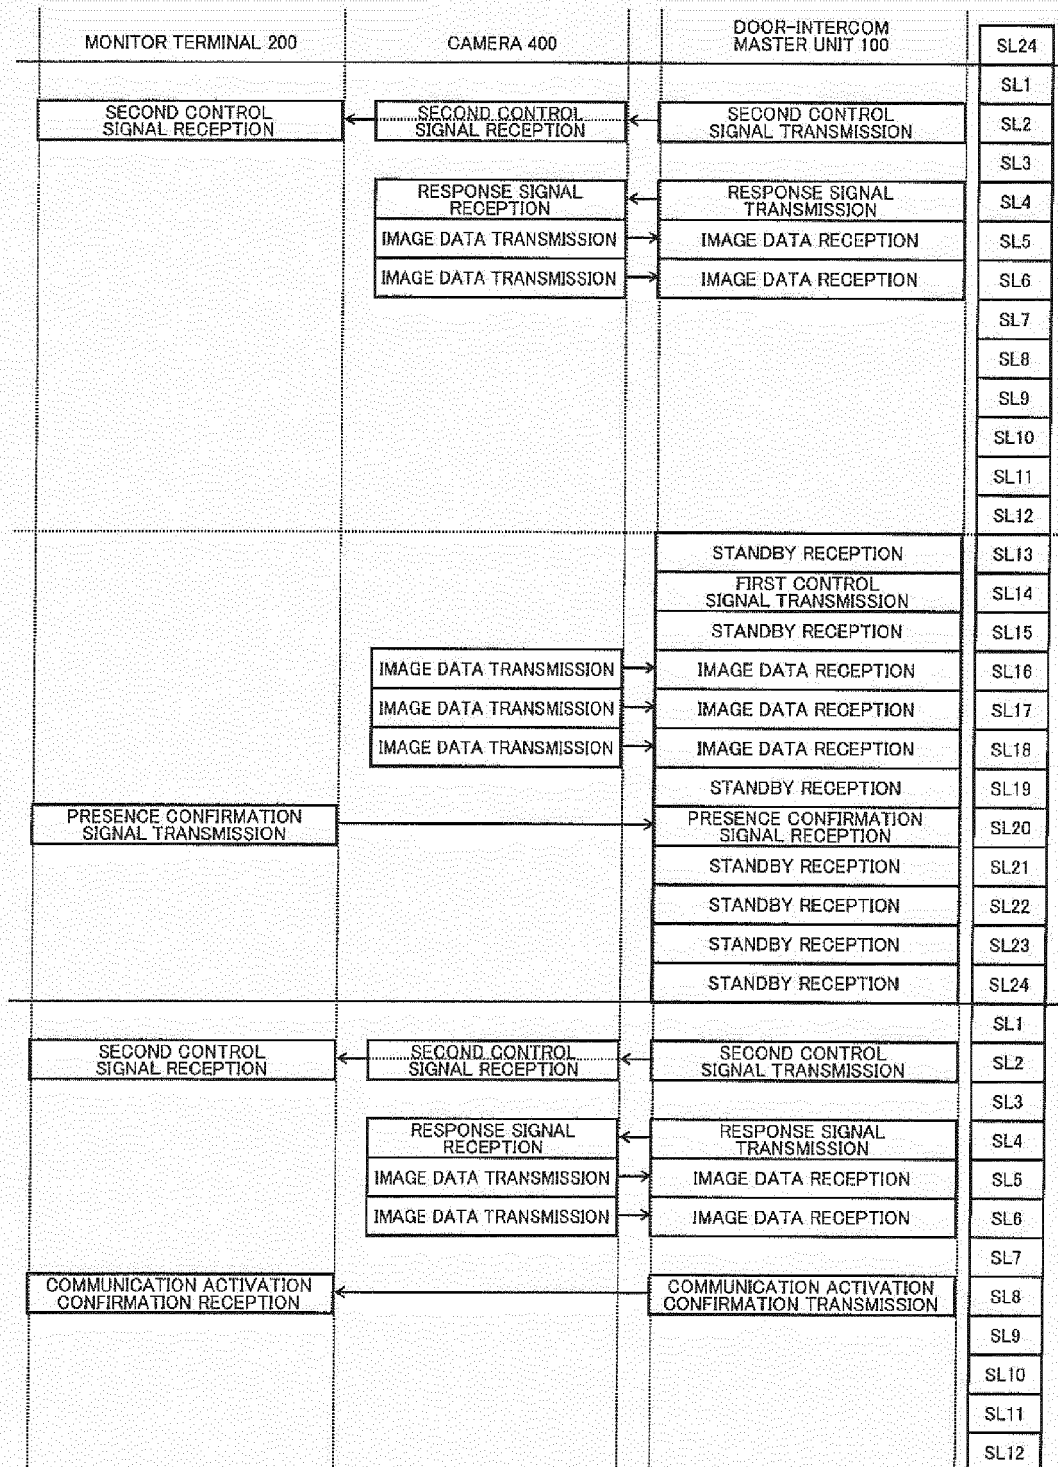 MONITOR TERMINAL 200
CAMERA 400
DOOR-INTERCOM
MASTER UNIT 100
SL24
SL1
SECOND CONTROL
SIGNAL RECEPTION
SECOND CONTROL
SIGNAL RECEPTION
SECOND CONTROL
SIGNAL TRANSMISSION
SL2
SL3
RESPONSE SIGNAL
RECEPTION
RESPONSE SIGNAL
TRANSMISSION
SL4
IMAGE DATA TRANSMISSION
IMAGE DATA RECEPTION
SL5
IMAGE DATA TRANSMISSION
IMAGE DATA RECEPTION
SL6
SL7
SL8
SL9
SL10
SL11
SL12
STANDBY RECEPTION
SL13
FIRST CONTROL
SIGNAL TRANSMISSION
SL14
STANDBY RECEPTION
SL15
IMAGE DATA TRANSMISSION
IMAGE DATA RECEPTION
SL16
IMAGE DATA TRANSMISSION
IMAGE DATA RECEPTION
SL17
IMAGE DATA TRANSMISSION
IMAGE DATA RECEPTION
SL18
STANDBY RECEPTION
SL19
PRESENCE CONFIRMATION
SIGNAL TRANSMISSION
PRESENCE CONFIRMATION
SIGNAL RECEPTION
SL20
STANDBY RECEPTION
SL21
STANDBY RECEPTION
SL22
STANDBY RECEPTION
SL23
STANDBY RECEPTION
SL24
SL1
SECOND CONTROL
SIGNAL RECEPTION
SECOND CONTROL
SIGNAL RECEPTION
SECOND CONTROL
SIGNAL TRANSMISSION
SL2
SL3
RESPONSE SIGNAL
RECEPTION
RESPONSE SIGNAL
TRANSMISSION
SL4
IMAGE DATA TRANSMISSION
IMAGE DATA RECEPTION
SL5
IMAGE DATA TRANSMISSION
IMAGE DATA RECEPTION
SL6
SL7
COMMUNICATION ACTIVATION
CONFIRMATION RECEPTION
COMMUNICATION ACTIVATION
CONFIRMATION TRANSMISSION
SL8
SL9
SL10
SL11
SL12